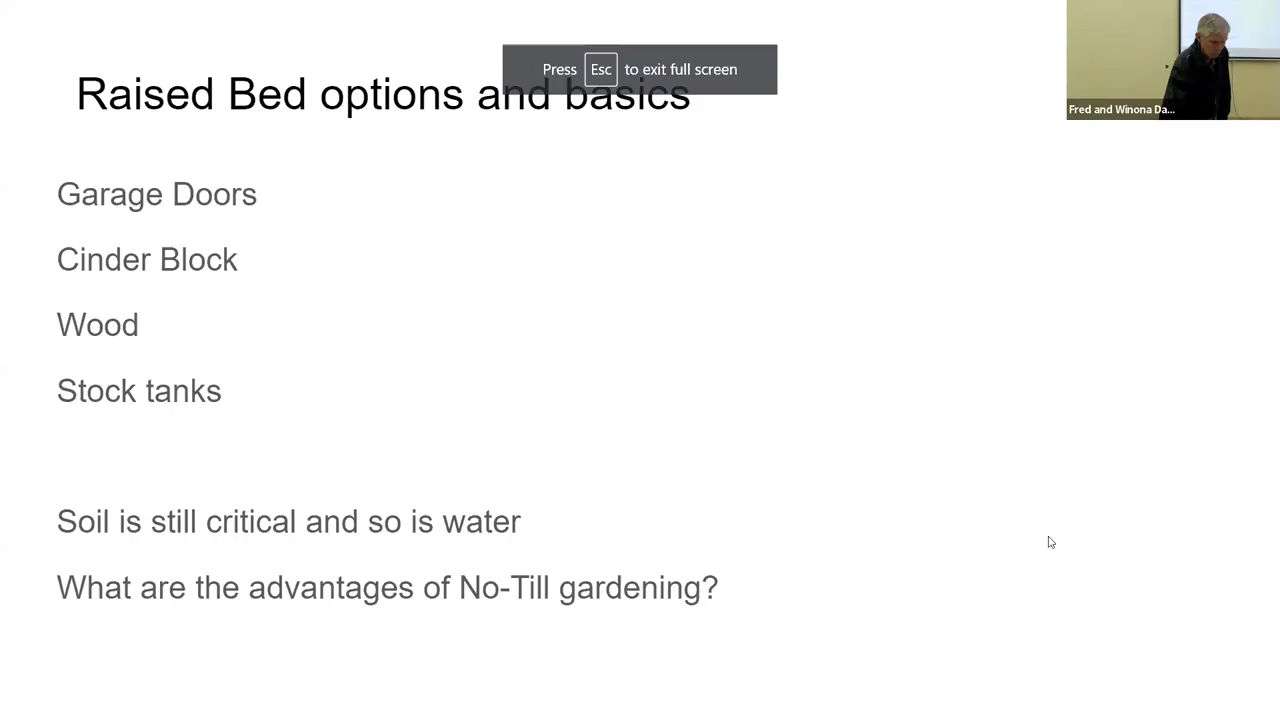 Press Esc to exit full screen
Raised Bed options and basics
Fred and Winona Da...
Garage Doors
Cinder Block
Wood
Stock tanks
Soil is still critical and so is water
What are the advantages of No-Till gardening?